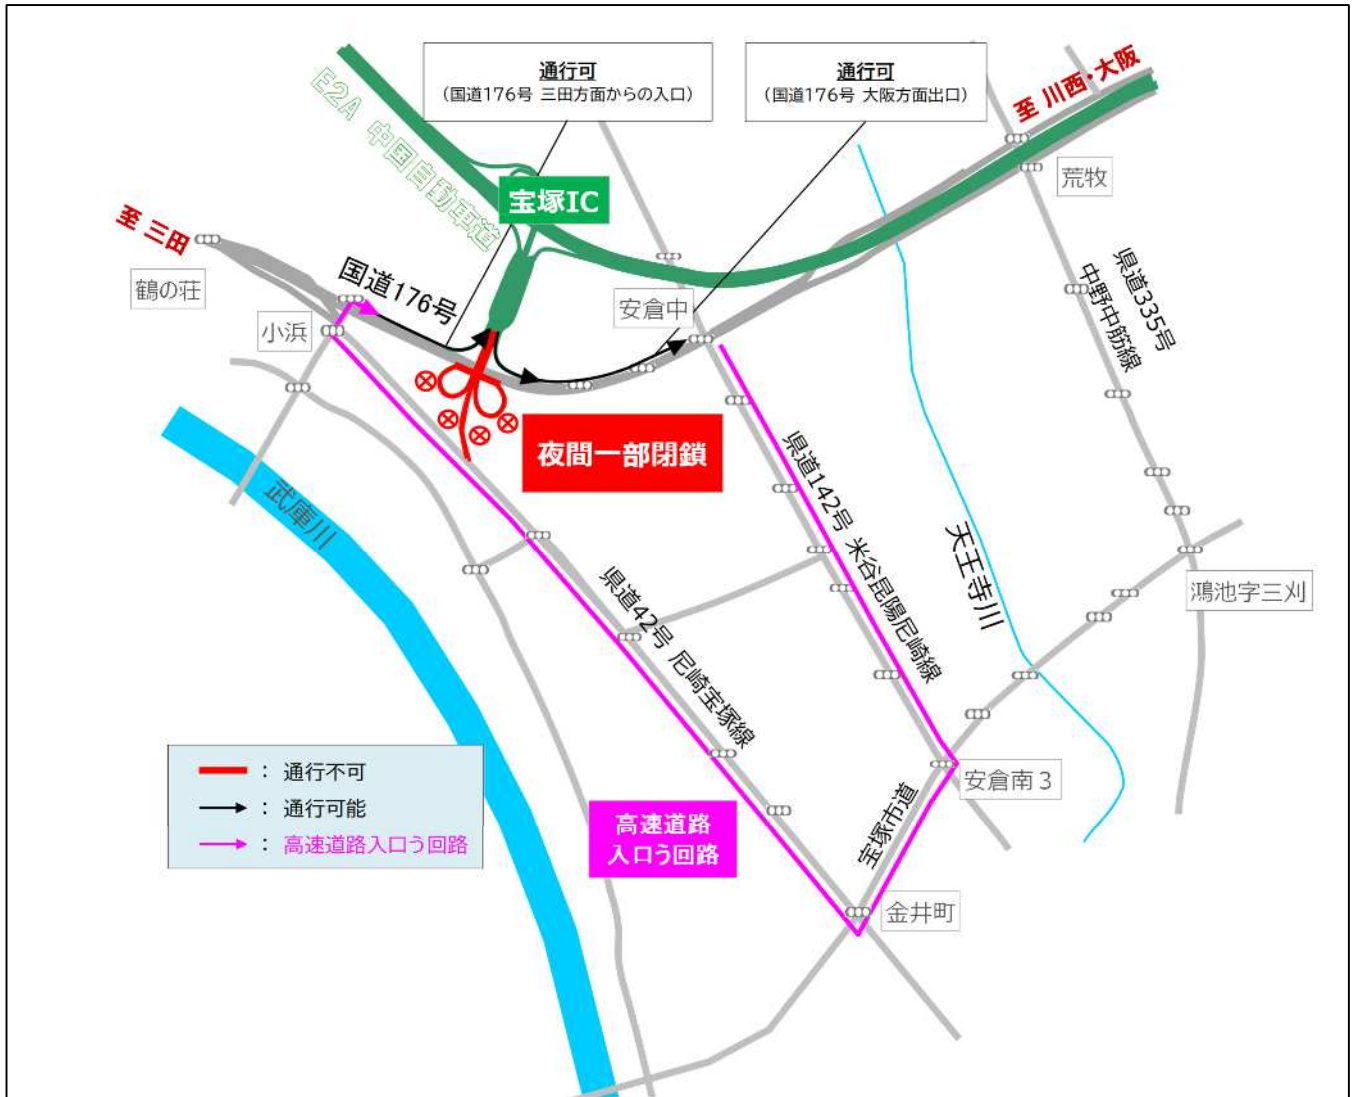 通行可
(国道176号 三田方面からの入口)
通行可
(国道176号 大阪方面出口)
至 川西・大阪
E2A 中国自動車道
宝塚IC
荒牧
至 三田
鶴の荘
国道176号
小浜
安倉中
県道335号
中野中筋線
夜間一部閉鎖
武庫川
県道142号 米谷昆陽尼崎線
天王寺川
鴻池字三刈
県道42号 尼崎宝塚線
: 通行不可
: 通行可能
: 高速道路入口う回路
高速道路
入口う回路
宝塚市道
安倉南3
金井町